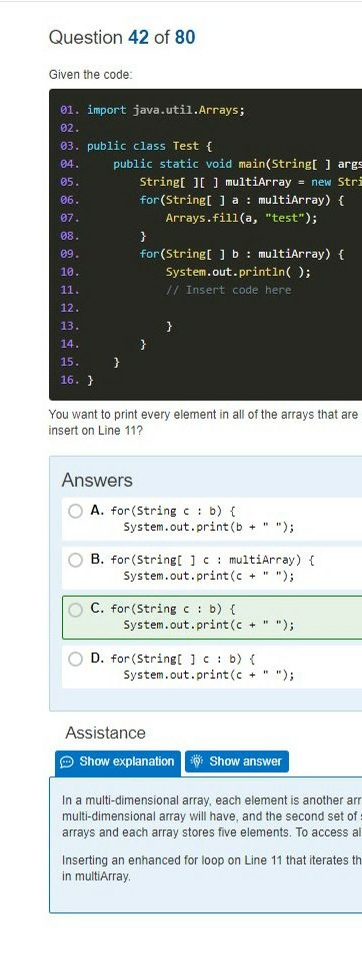 Question 42 of 80
Given the code:
01. import java.util.Arrays;
02.
03. public class Test {
04. public static void main(String[ ] args
05. String[ ][ ] multiArray = new Stri
06. for(String[ ] a : multiArray) {
07. Arrays.fill(a, "test");
08. }
09. for(String[ ] b : multiArray) {
10. System.out.println( );
11. // Insert code here
12.
13. }
14. }
15. }
16. }
You want to print every element in all of the arrays that are
insert on Line 11?
Answers
A. for(String c : b) {
System.out.print(b + " ");
B. for(String[ ] c : multiArray) {
System.out.print(c + " ");
C. for(String c : b) {
System.out.print(c + " ");
D. for(String[ ] c : b) {
System.out.print(c + " ");
Assistance
Show explanation Show answer
In a multi-dimensional array, each element is another arr
multi-dimensional array will have, and the second set of
arrays and each array stores five elements. To access al
Inserting an enhanced for loop on Line 11 that iterates th
in multiArray.